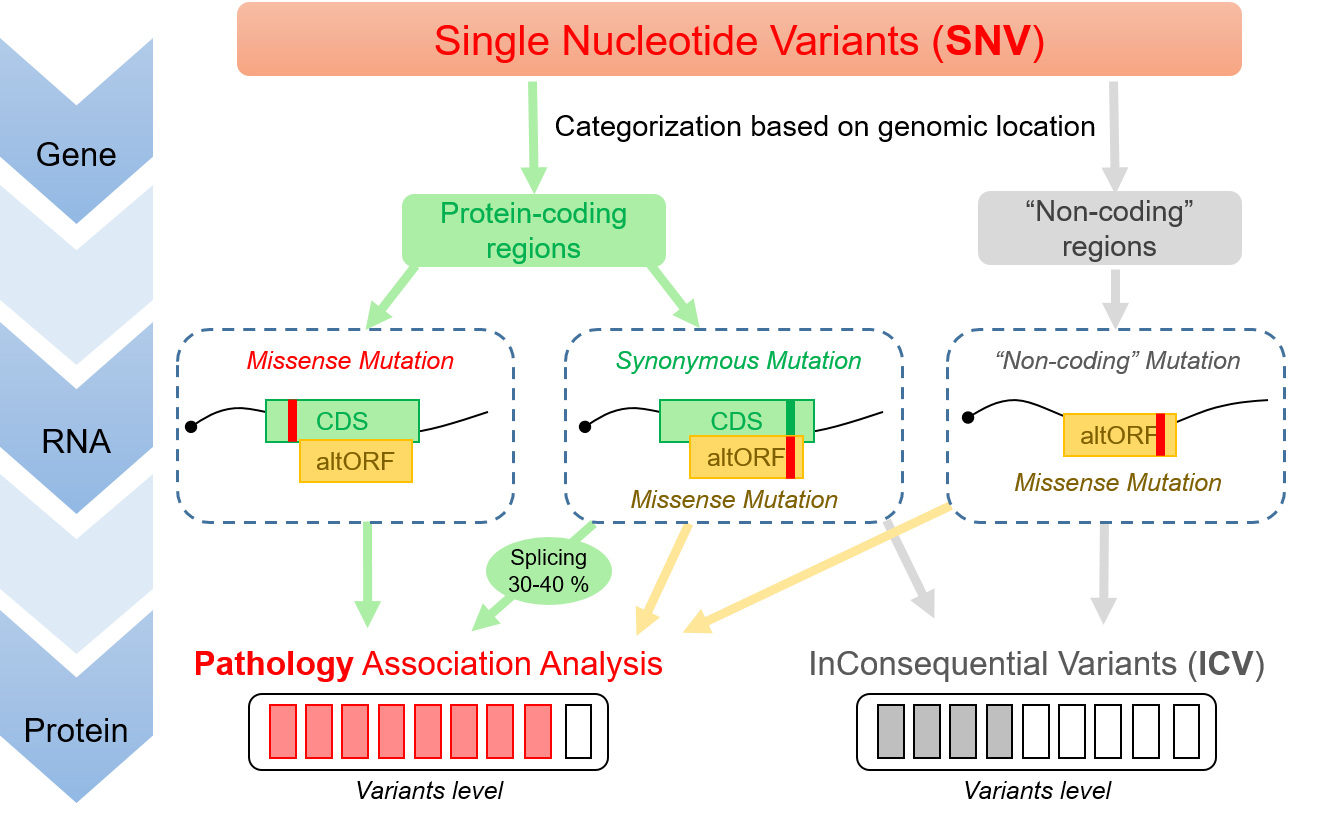 Single Nucleotide Variants (SNV)
Categorization based on genomic location
Gene
Protein-coding
regions
“Non-coding”
regions
Missense Mutation
CDS
altORF
Synonymous Mutation
CDS
altORF
Missense Mutation
“Non-coding” Mutation
altORF
Missense Mutation
RNA
Splicing
30-40 %
Pathology Association Analysis
InConsequential Variants (ICV)
Protein
Variants level
Variants level